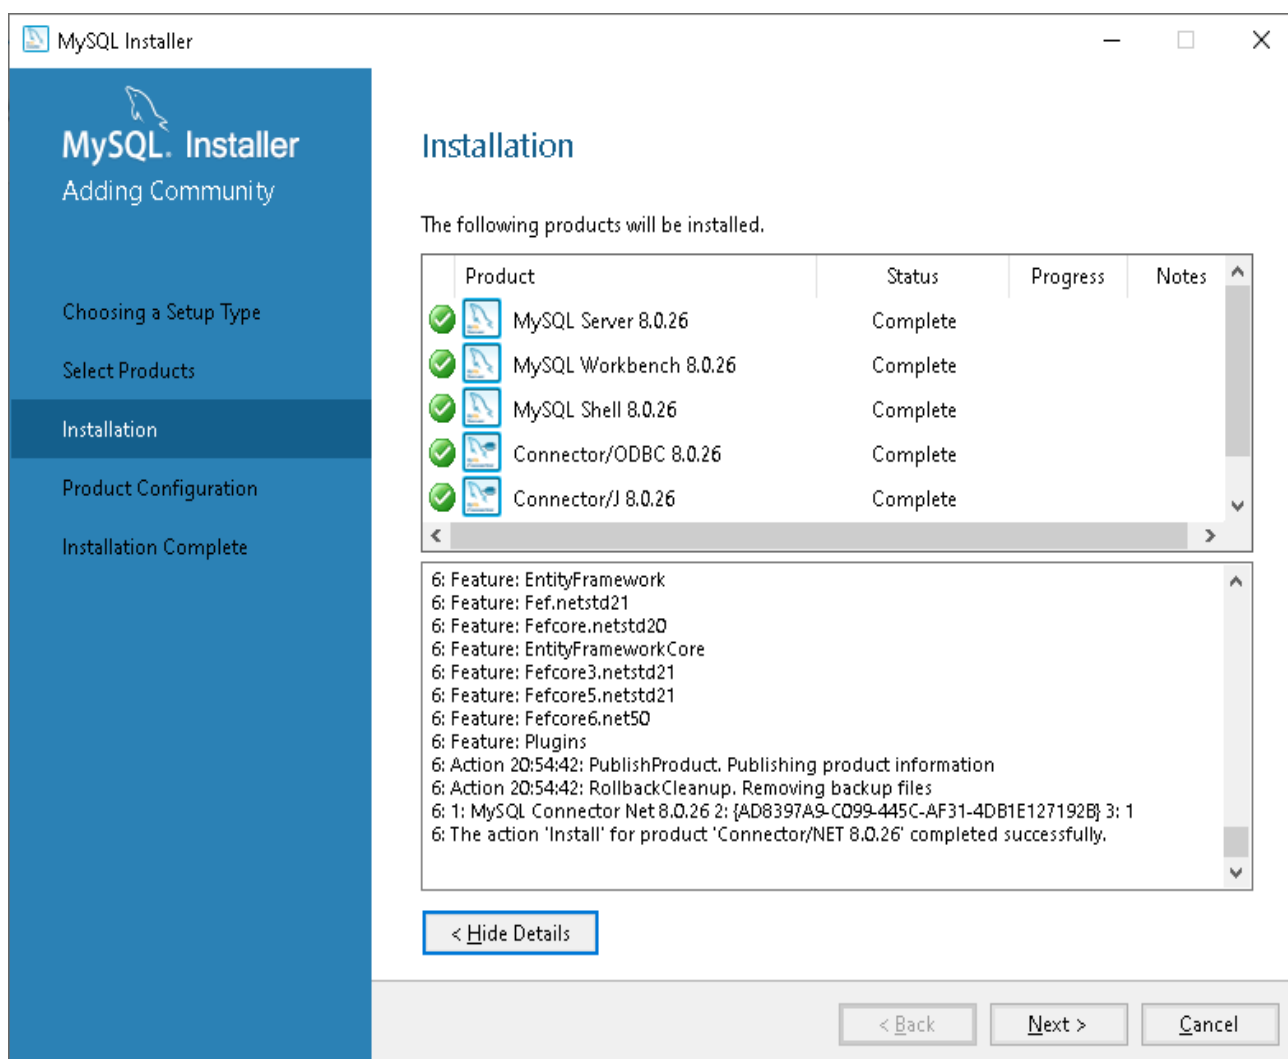 MySQL Installer
MySQL. Installer
Adding Community
Choosing a Setup Type
Select Products
Installation
Product Configuration
Installation Complete
Installation
The following products will be installed.
Product Status Progress Notes
MySQL Server 8.0.26 Complete
MySQL Workbench 8.0.26 Complete
MySQL Shell 8.0.26 Complete
Connector/ODBC 8.0.26 Complete
Connector/J 8.0.26 Complete
6: Feature: EntityFramework
6: Feature: Fef.netstd21
6: Feature: Fefcore.netstd20
6: Feature: EntityFrameworkCore
6: Feature: Fefcore3.netstd21
6: Feature: Fefcore5.netstd21
6: Feature: Fefcore6.net50
6: Feature: Plugins
6: Action 20:54:42: PublishProduct. Publishing product information
6: Action 20:54:42: RollbackCleanup. Removing backup files
6: 1: MySQL Connector Net 8.0.26 2: {AD8397A9-C099-445C-AF31-4DB1E127192B} 3: 1
6: The action 'Install' for product 'Connector/NET 8.0.26' completed successfully.
< Hide Details
< Back Next > Cancel